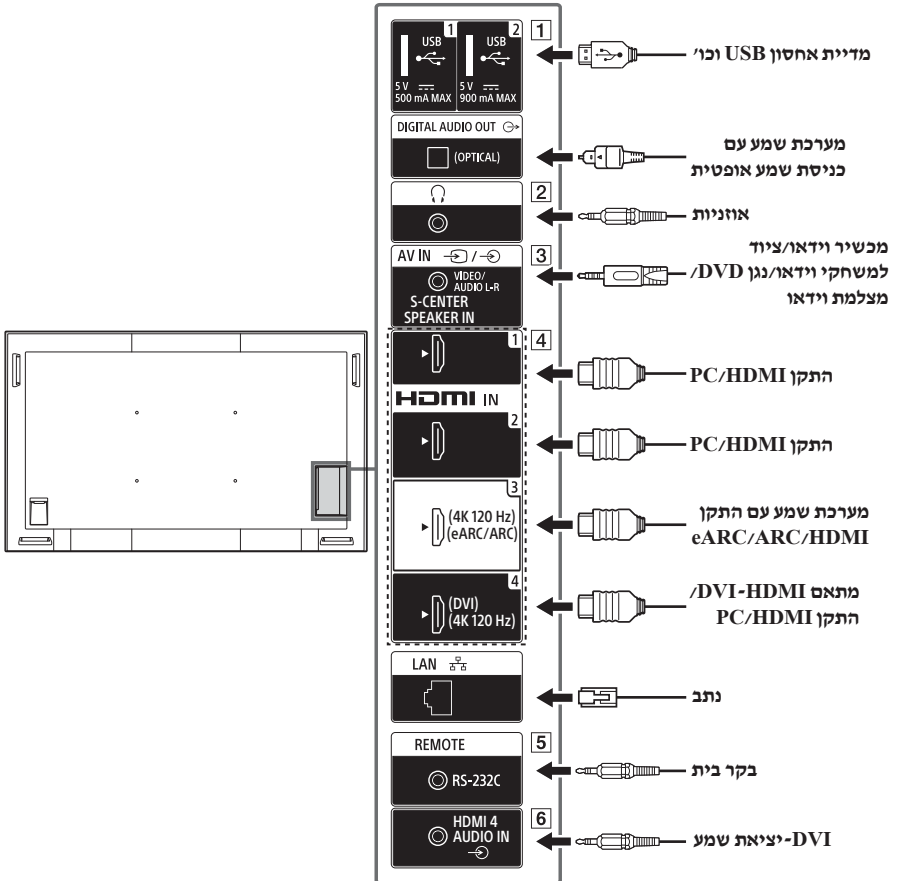 1
2
1
USB
USB
5 V
500 mA MAX
5 V
900 mA MAX
מדיית אחסון USB וכו'
DIGITAL AUDIO OUT
(OPTICAL)
מערכת שמע עם
כניסת שמע אופטית
2
אוזניות
AV IN
/
3
VIDEO/
AUDIO L-R
S-CENTER
SPEAKER IN
מכשיר וידאו/ציוד
למשחקי וידאו/נגן DVD/
מצלמת וידאו
1
4
התקן PC/HDMI
HDMI IN
2
התקן PC/HDMI
3
(4K 120 Hz)
(eARC/ARC)
מערכת שמע עם התקן
eARC/ARC/HDMI
4
(DVI)
(4K 120 Hz)
מתאם DVI-HDMI/
התקן PC/HDMI
LAN
נתב
REMOTE
5
RS-232C
בקר בית
HDMI 4
AUDIO IN
6
DVI-יציאת שמע